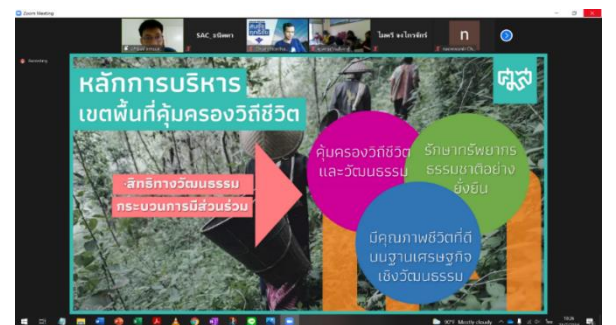 Zoom Meeting
SAC_ชนิตตา
ไมตรี จงไกรจักร์
n
Recording
หลักการบริหาร
เขตพื้นที่คุ้มครองวิถีชีวิต
ศมส
สิทธิทางวัฒนธรรม
กระบวนการมีส่วนร่วม
คุ้มครองวิถีชีวิต
และวัฒนธรรม
รักษาทรัพยากร
ธรรมชาติอย่าง
ยั่งยืน
มีคุณภาพชีวิตที่ดี
บนฐานเศรษฐกิจ
เชิงวัฒนธรรม
90°F Mostly cloudy